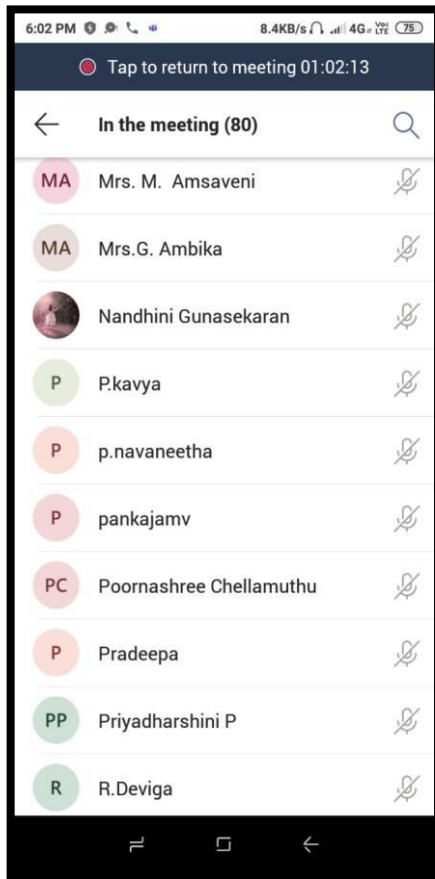 6:02 PM 8.4KB/s 4G VoI LTE 75
Tap to return to meeting 01:02:13
In the meeting (80)
MA Mrs. M. Amsaveni
MA Mrs.G. Ambika
Nandhini Gunasekaran
P P.kavya
P p.navaneetha
P pankajamv
PC Poornashree Chellamuthu
P Pradeepa
PP Priyadharshini P
R R.Deviga